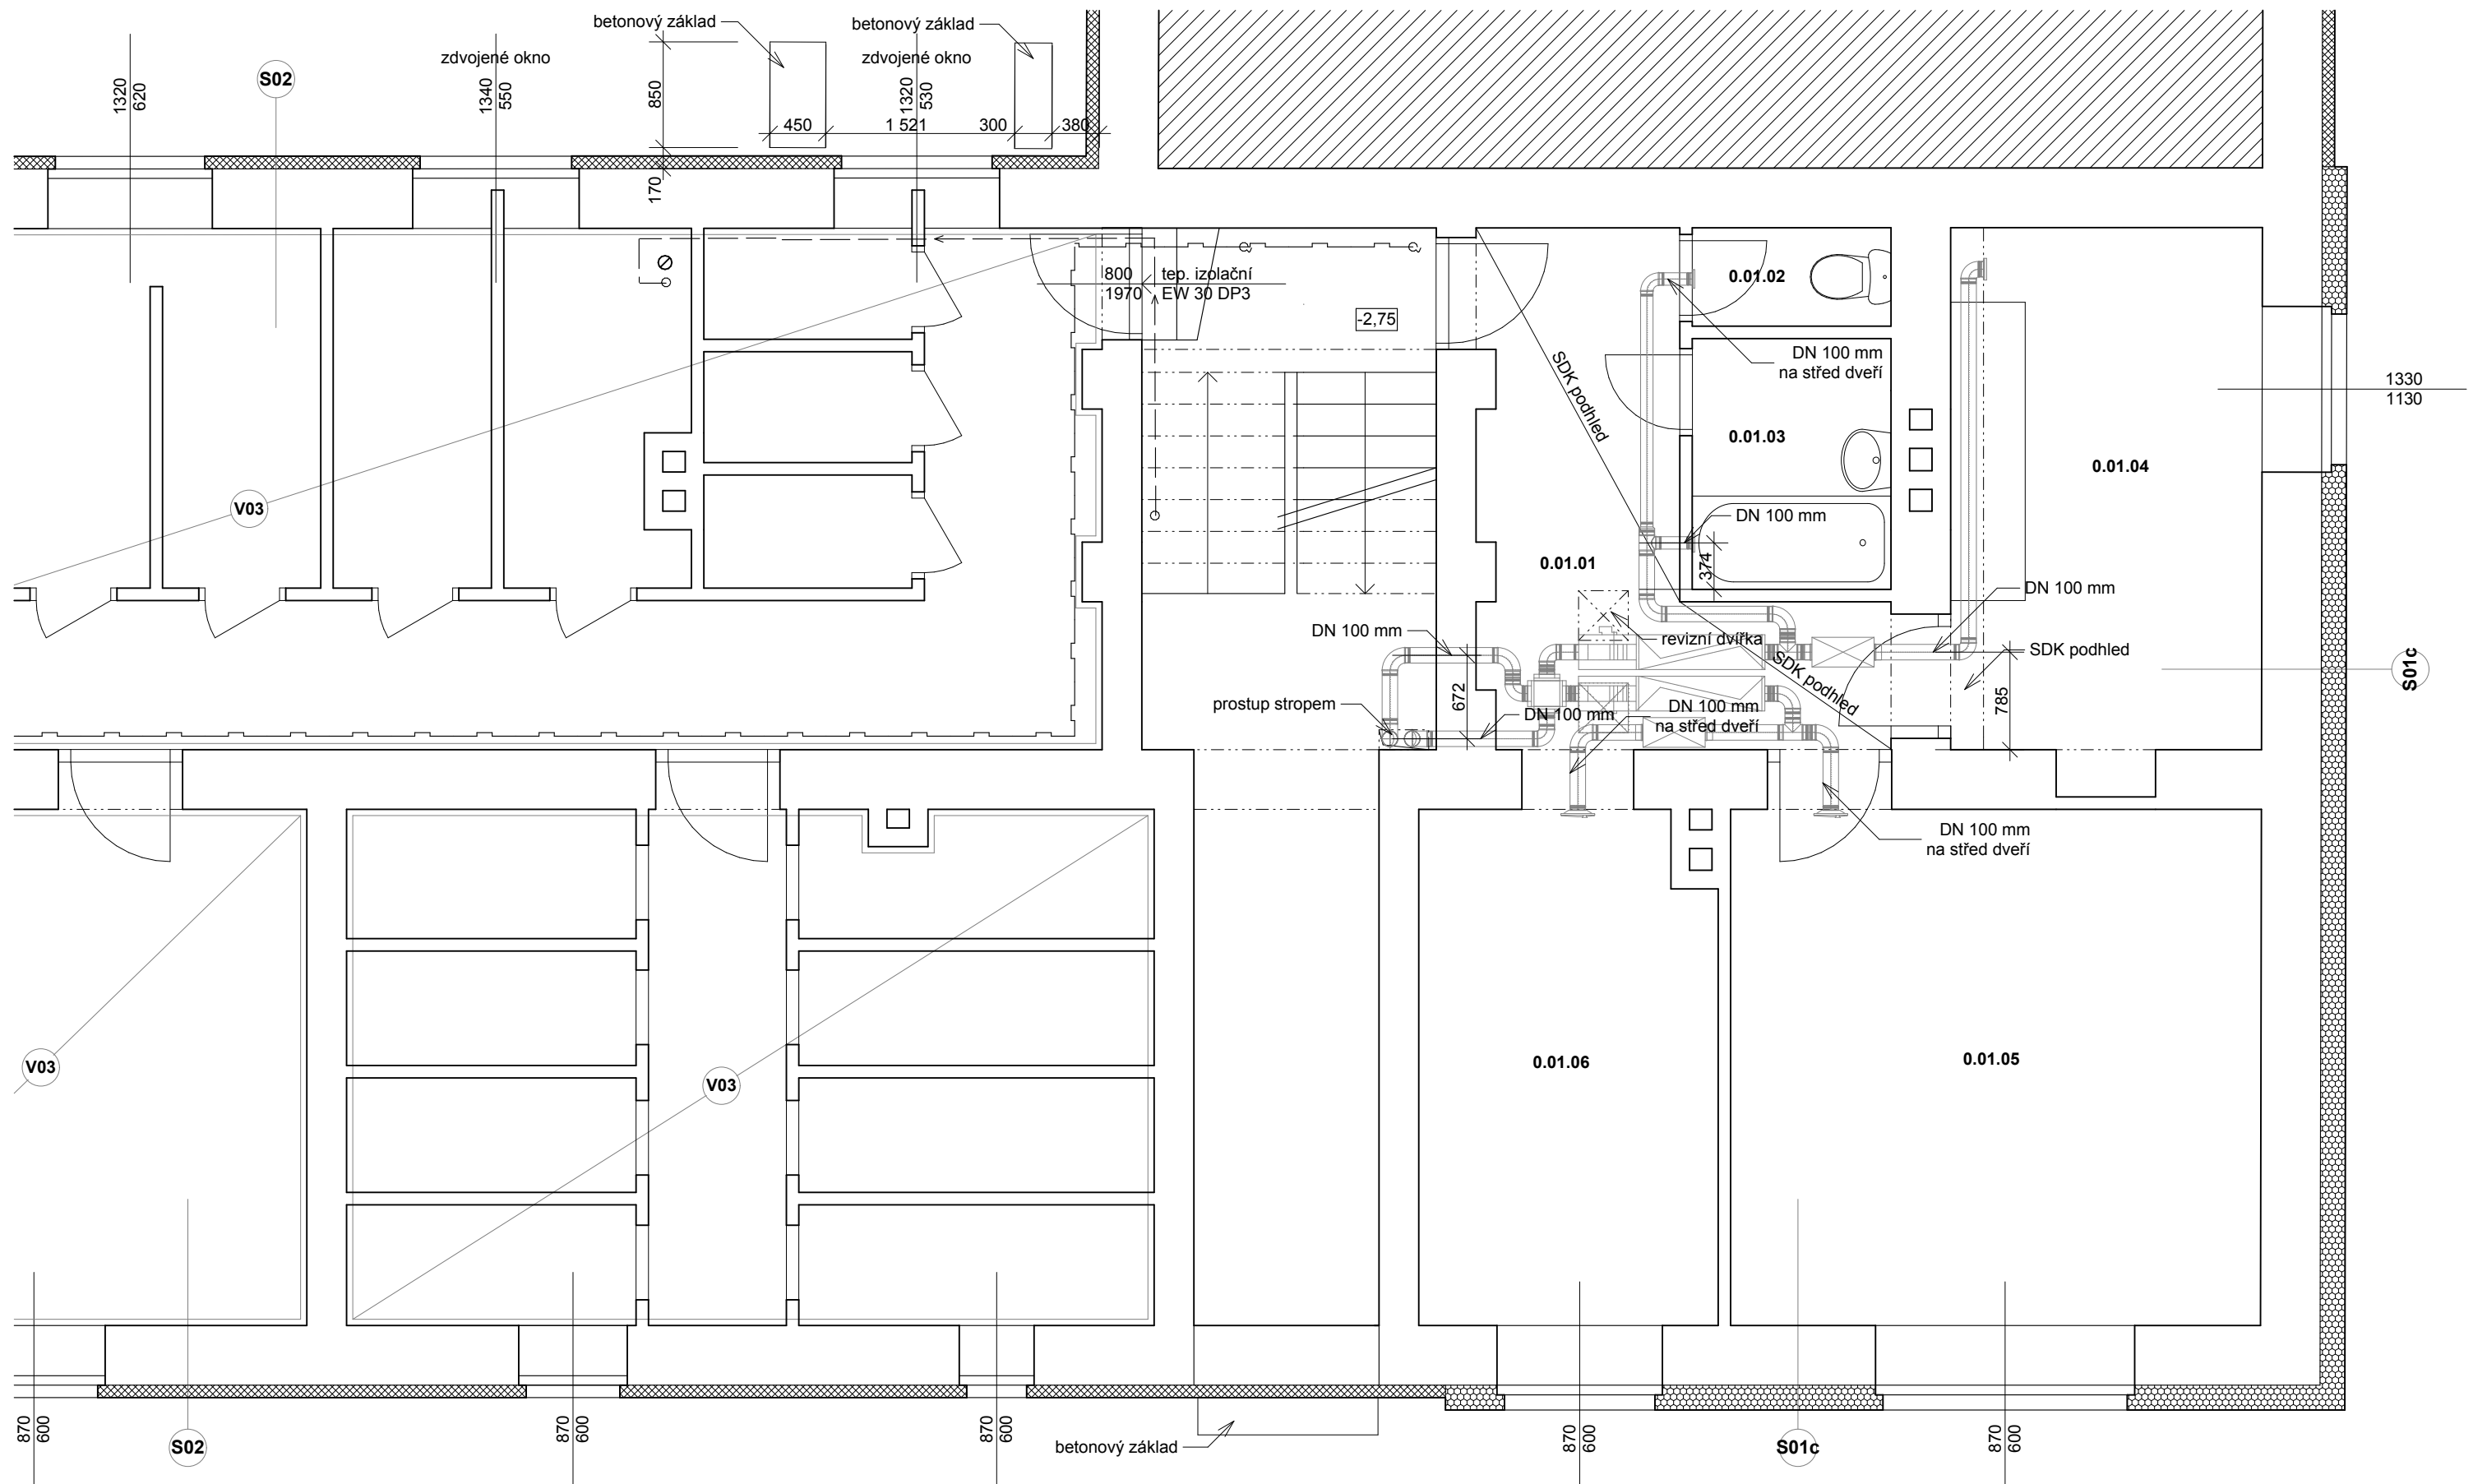 betonový základ
betonový základ
zdvojené okno
zdvojené okno
S02
1320
620
1340
550
850
1320
530
450
1 521
300
380
170
800
1970
tep. izolační
EW 30 DP3
-2,75
0.01.02
DN 100 mm
na střed dveří
SDK podhled
1330
1130
0.01.03
0.01.04
V03
DN 100 mm
374
0.01.01
DN 100 mm
DN 100 mm
revizní dvířka
SDK podhled
SDK podhled
S01c
672
785
prostup stropem
DN 100 mm
DN 100 mm
na střed dveří
DN 100 mm
na střed dveří
V03
V03
0.01.06
0.01.05
870
600
S02
870
600
870
600
betonový základ
870
600
S01c
870
600